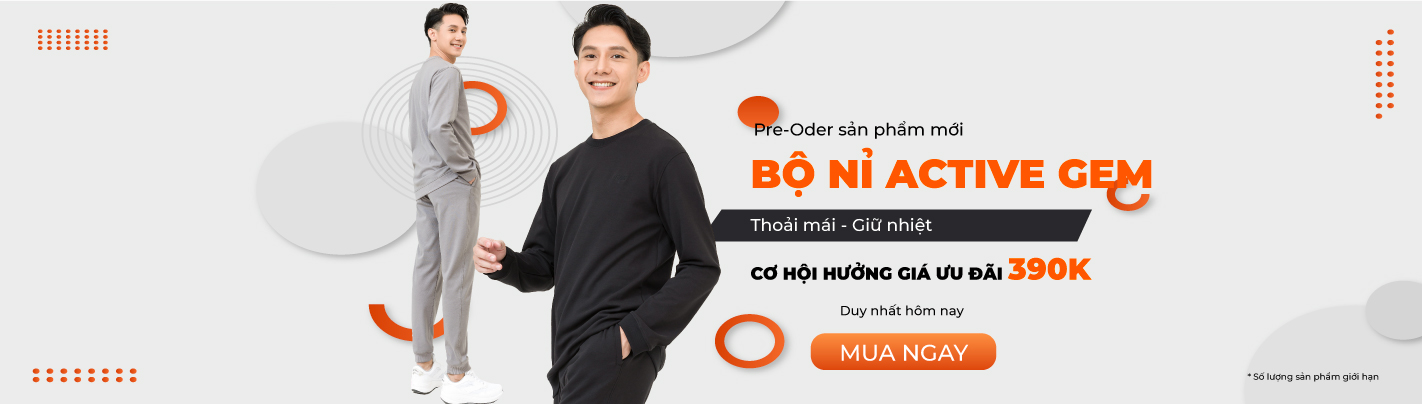 Pre-Oder sản phẩm mới
BỘ NỈ ACTIVE GEM
Thoải mái - Giữ nhiệt
CƠ HỘI HƯỞNG GIÁ ƯU ĐÃI 390K
Duy nhất hôm nay
MUA NGAY
* Số lượng sản phẩm giới hạn